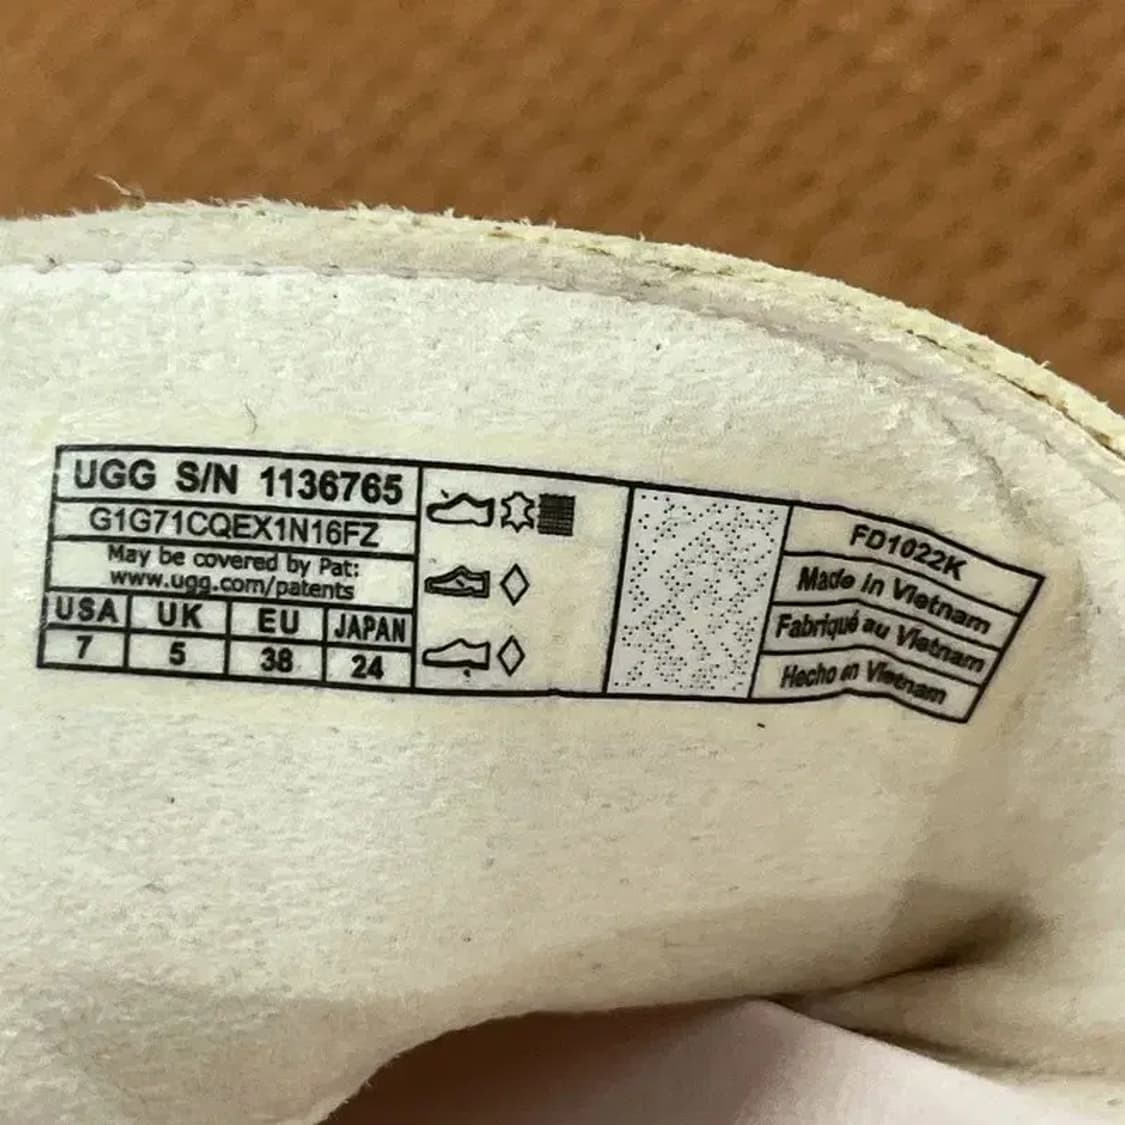 UGG S/N 1136765
G1G71CQEX1N16FZ
May be covered by Pat:
www.ugg.com/patents
USA UK EU JAPAN
7 5 38 24
FD1022K
Made in Vietnam
Fabriqué au Vietnam
Hecho en Vietnam